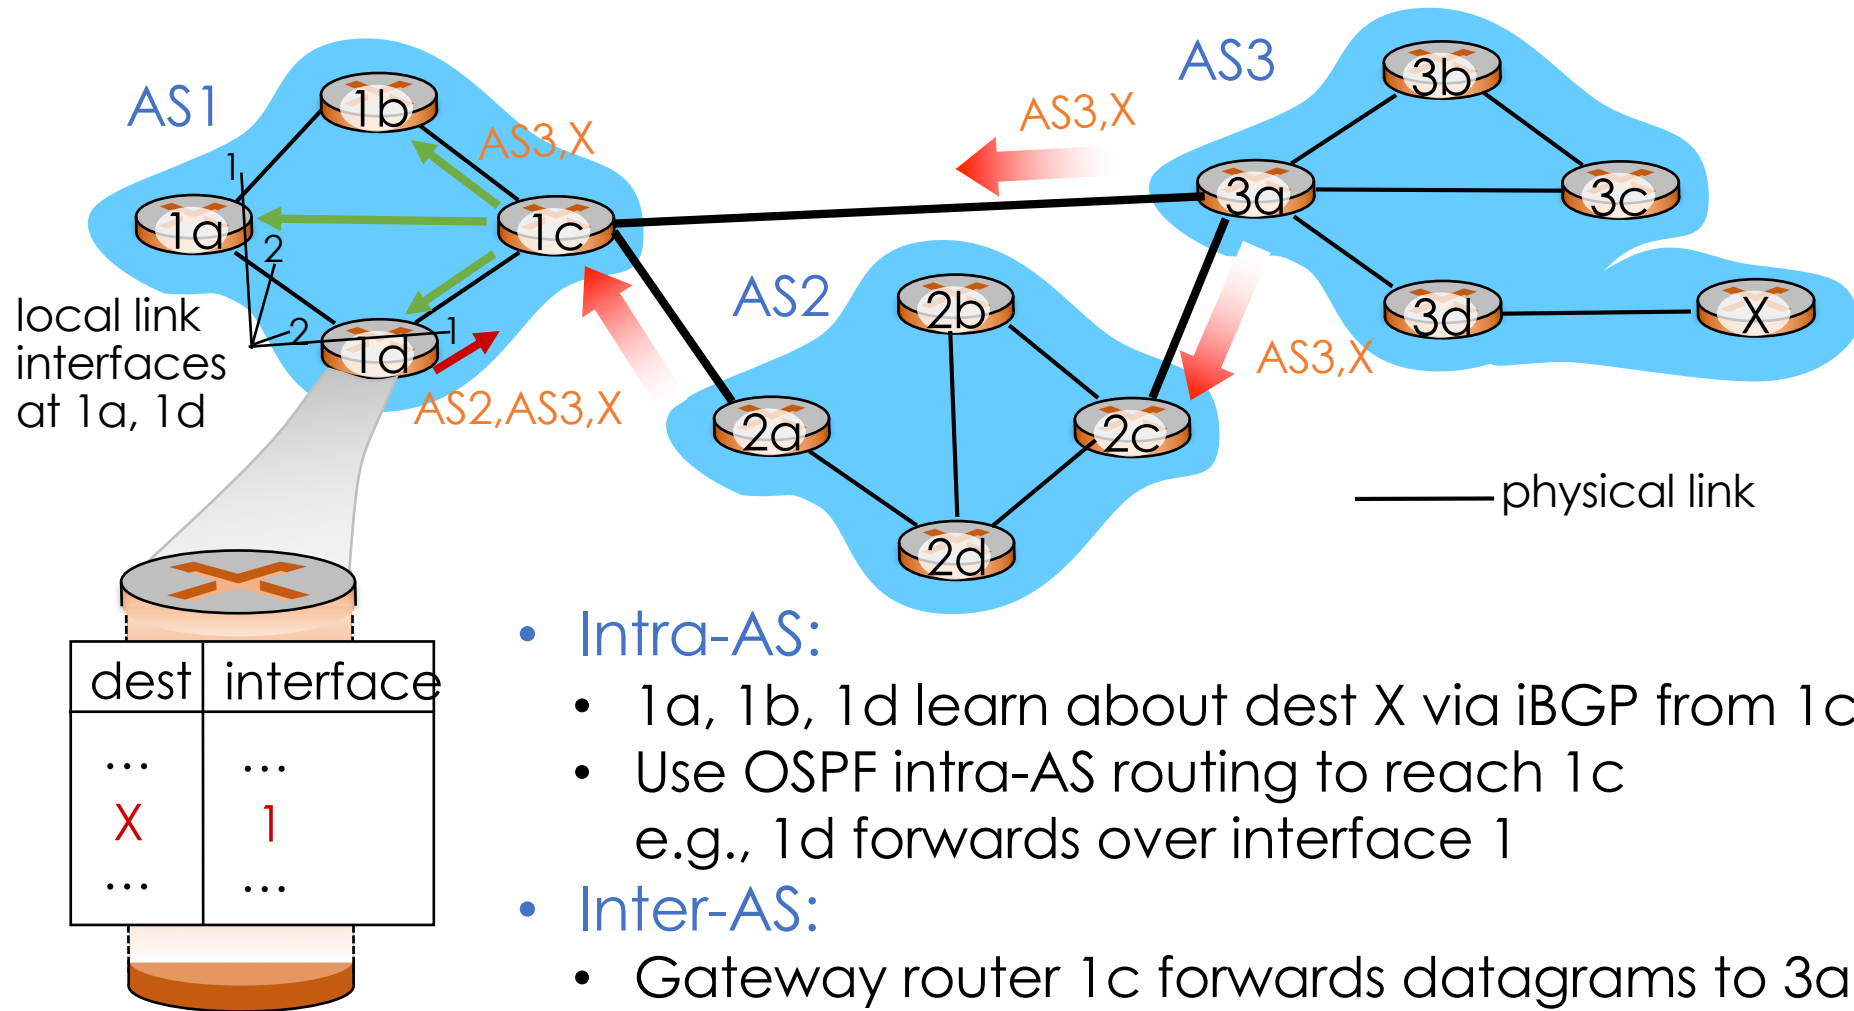 AS1
1b
AS3,X
1
1a
1c
2
local link
interfaces
at 1a, 1d
2
1d
1
AS2,AS3,X
AS3,X
AS3
3b
3a
3c
AS2
2b
3d
X
AS3,X
2a
2c
2d
physical link
dest interface
... ...
X 1
... ...
• Intra-AS:
• 1a, 1b, 1d learn about dest X via iBGP from 1c
• Use OSPF intra-AS routing to reach 1c
e.g., 1d forwards over interface 1
• Inter-AS:
• Gateway router 1c forwards datagrams to 3a